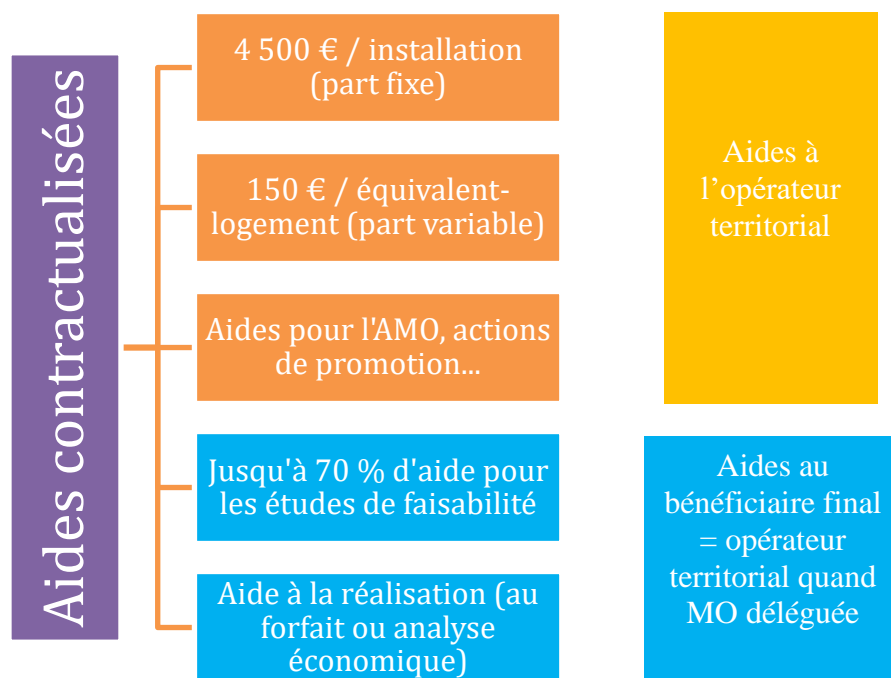 Aides contractualisées
4 500 € / installation
(part fixe)
150 € / équivalent-
logement (part variable)
Aides pour l'AMO, actions
de promotion...
Jusqu'à 70 % d'aide pour
les études de faisabilité
Aide à la réalisation (au
forfait ou analyse
économique)
Aides à
l’opérateur
territorial
Aides au
bénéficiaire final
= opérateur
territorial quand
MO déléguée